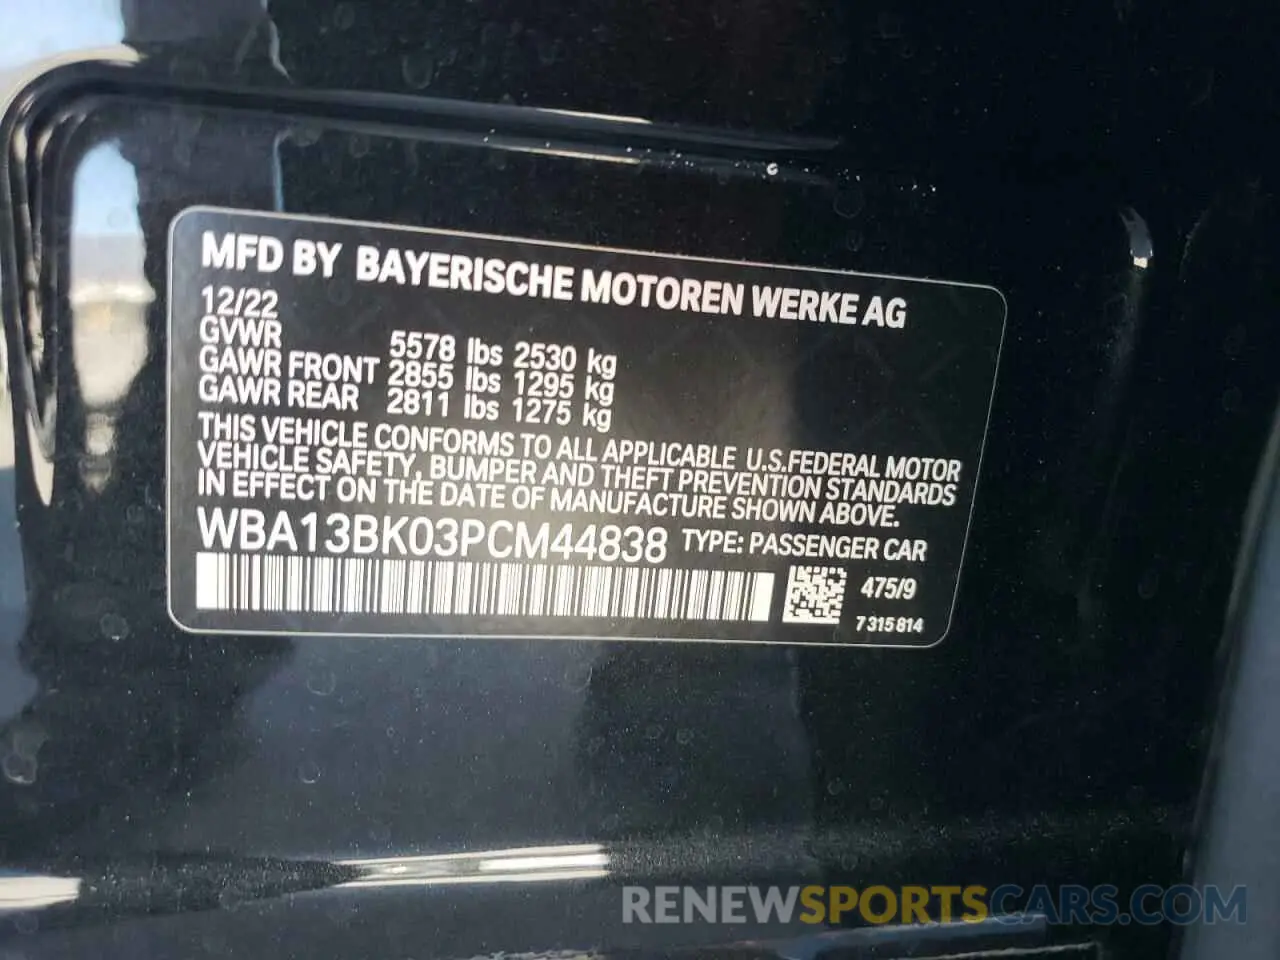 MFD BY BAYERISCHE MOTOREN WERKE AG
12/22
GVWR 5578 lbs 2530 kg
GAWR FRONT 2855 lbs 1295 kg
GAWR REAR 2811 lbs 1275 kg
THIS VEHICLE CONFORMS TO ALL APPLICABLE U.S.FEDERAL MOTOR
VEHICLE SAFETY, BUMPER AND THEFT PREVENTION STANDARDS
IN EFFECT ON THE DATE OF MANUFACTURE SHOWN ABOVE.
WBA13BK03PCM44838 TYPE: PASSENGER CAR
475/9
7 315 814
RENEWSPORTSCARS.COM